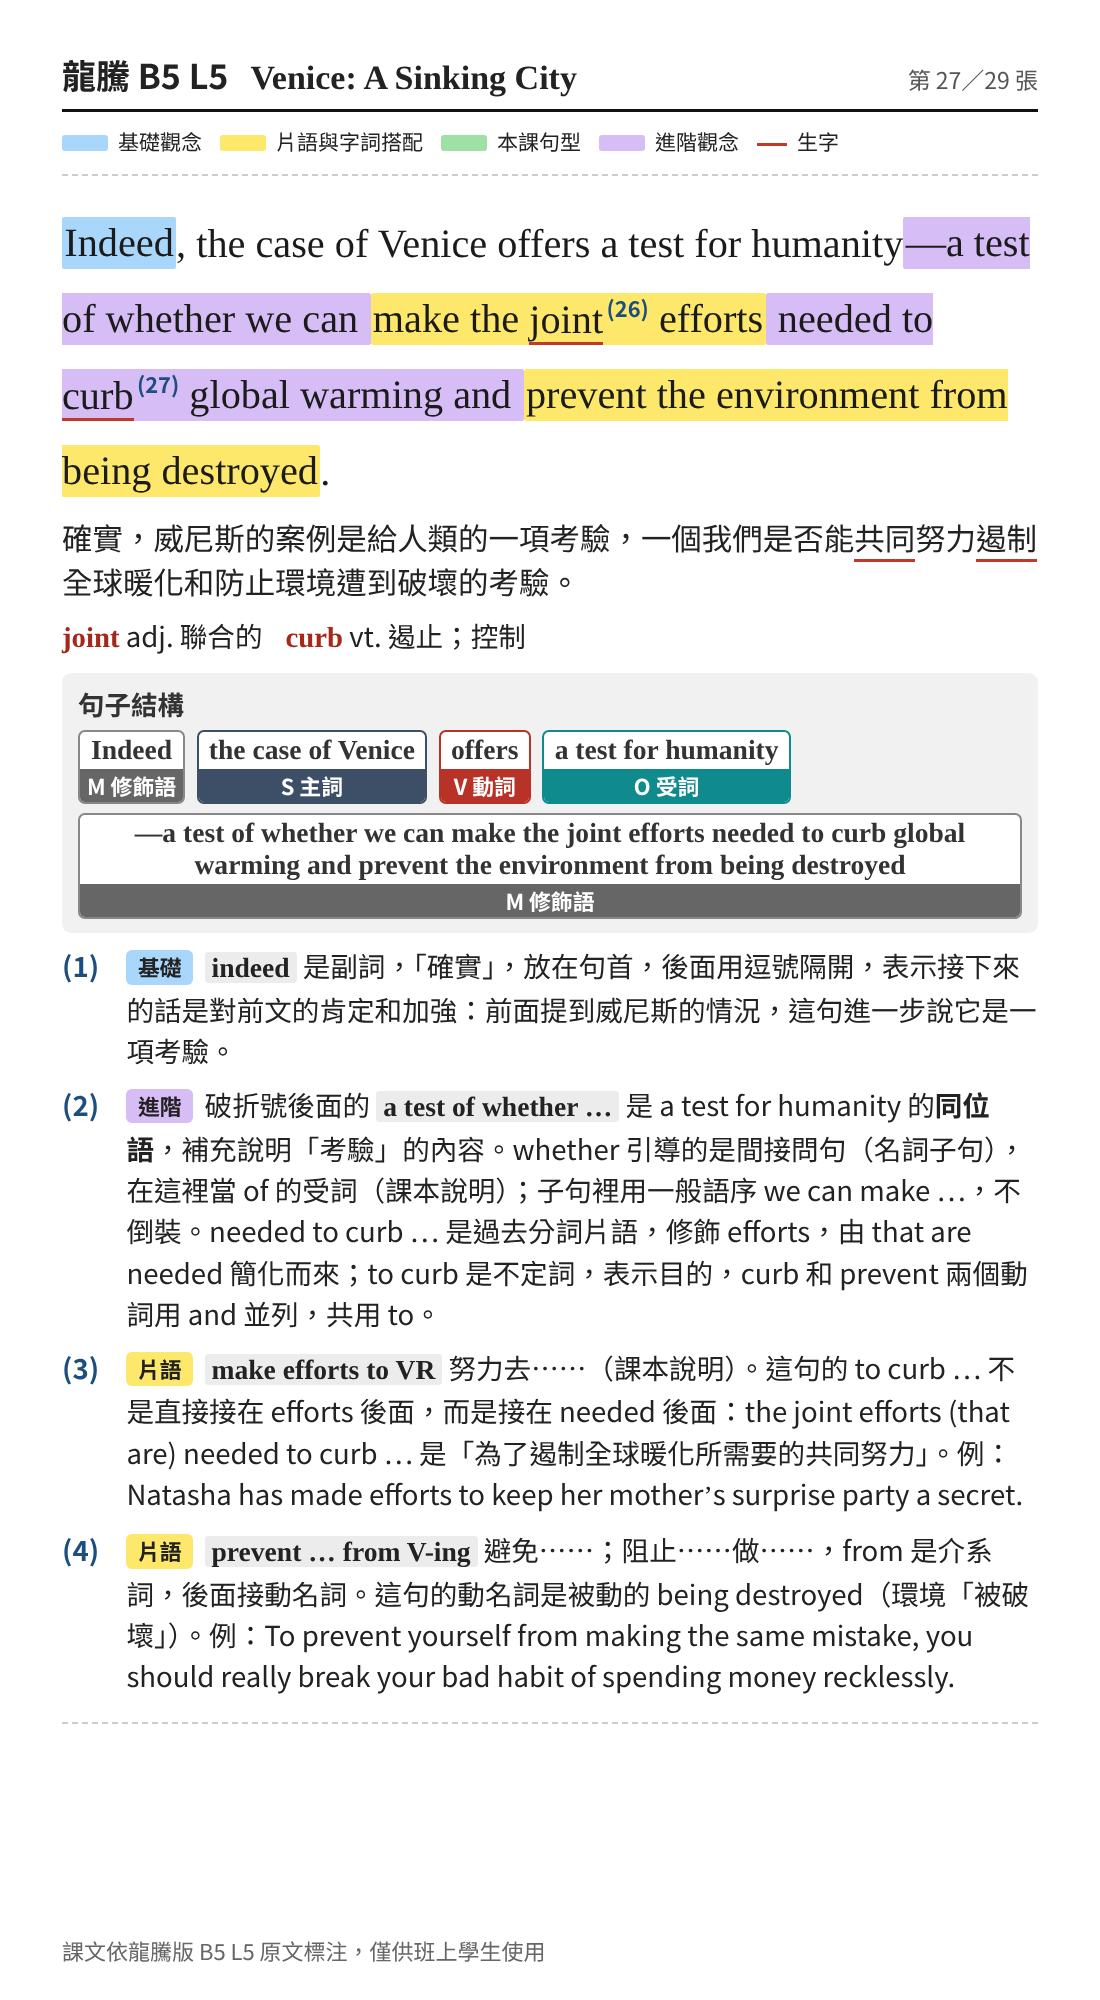 龍騰 B5 L5 Venice: A Sinking City 第 27／29 張
基礎觀念 片語與字詞搭配 本課句型 進階觀念 生字
Indeed, the case of Venice offers a test for humanity—a test
of whether we can make the joint(26) efforts needed to
curb(27) global warming and prevent the environment from
being destroyed.
確實，威尼斯的案例是給人類的一項考驗，一個我們是否能共同努力遏制
全球暖化和防止環境遭到破壞的考驗。
joint adj. 聯合的 curb vt. 遏止；控制
句子結構
Indeed the case of Venice offers a test for humanity
M 修飾語 S 主詞 V 動詞 O 受詞
—a test of whether we can make the joint efforts needed to curb global
warming and prevent the environment from being destroyed
M 修飾語
(1) 基礎 indeed 是副詞，「確實」，放在句首，後面用逗號隔開，表示接下來
的話是對前文的肯定和加強：前面提到威尼斯的情況，這句進一步說它是一
項考驗。
(2) 進階 破折號後面的 a test of whether … 是 a test for humanity 的同位
語，補充說明「考驗」的內容。whether 引導的是間接問句（名詞子句），
在這裡當 of 的受詞（課本說明）；子句裡用一般語序 we can make …，不
倒裝。needed to curb … 是過去分詞片語，修飾 efforts，由 that are
needed 簡化而來；to curb 是不定詞，表示目的，curb 和 prevent 兩個動
詞用 and 並列，共用 to。
(3) 片語 make efforts to VR 努力去⋯⋯（課本說明）。這句的 to curb … 不
是直接接在 efforts 後面，而是接在 needed 後面：the joint efforts (that
are) needed to curb … 是「為了遏制全球暖化所需要的共同努力」。例：
Natasha has made efforts to keep her mother’s surprise party a secret.
(4) 片語 prevent … from V-ing 避免⋯⋯；阻止⋯⋯做⋯⋯，from 是介系
詞，後面接動名詞。這句的動名詞是被動的 being destroyed（環境「被破
壞」）。例：To prevent yourself from making the same mistake, you
should really break your bad habit of spending money recklessly.
課文依龍騰版 B5 L5 原文標注，僅供班上學生使用